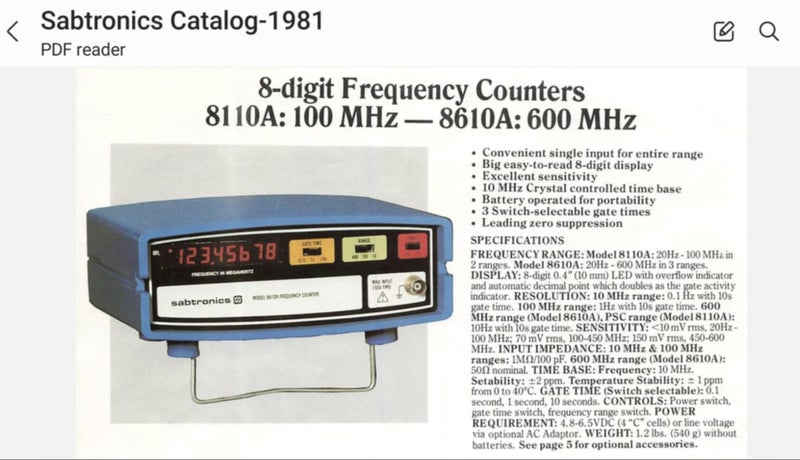 Sabtronics Catalog-1981
PDF reader
8-digit Frequency Counters
8110A: 100 MHz — 8610A: 600 MHz
• Convenient single input for entire range
• Big easy-to-read 8-digit display
• Excellent sensitivity
• 10 MHz Crystal controlled time base
• Battery operated for portability
• 3 Switch-selectable gate times
• Leading zero suppression
SPECIFICATIONS
FREQUENCY RANGE: Model 8110A: 20Hz - 100 MHz in
2 ranges. Model 8610A: 20Hz - 600 MHz in 3 ranges.
DISPLAY: 8-digit 0.4" (10 mm) LED with overflow indicator
and automatic decimal point which doubles as the gate activity
indicator. RESOLUTION: 10 MHz range: 0.1 Hz with 10s
gate time. 100 MHz range: 1Hz with 10s gate time. 600
MHz range (Model 8610A), PSC range (Model 8110A):
10Hz with 10s gate time. SENSITIVITY: <10 mV rms, 20Hz -
100 MHz; 70 mV rms, 100-450 MHz; 150 mV rms, 450-600
MHz. INPUT IMPEDANCE: 10 MHz & 100 MHz
ranges: 1MΩ/100 pF. 600 MHz range (Model 8610A):
50Ω nominal. TIME BASE: Frequency: 10 MHz.
Setability: ±2 ppm. Temperature Stability: ± 1 ppm
from 0 to 40°C. GATE TIME (Switch selectable): 0.1
second, 1 second, 10 seconds. CONTROLS: Power switch,
gate time switch, frequency range switch. POWER
REQUIREMENT: 4.8-6.5VDC (4 “C” cells) or line voltage
via optional AC Adaptor. WEIGHT: 1.2 lbs. (540 g) without
batteries. See page 5 for optional accessories.
123.45678
GATE TIME
RANGE
FREQUENCY IN MEGAHERTZ
sabtronics
MODEL 8610A FREQUENCY COUNTER
MAX INPUT